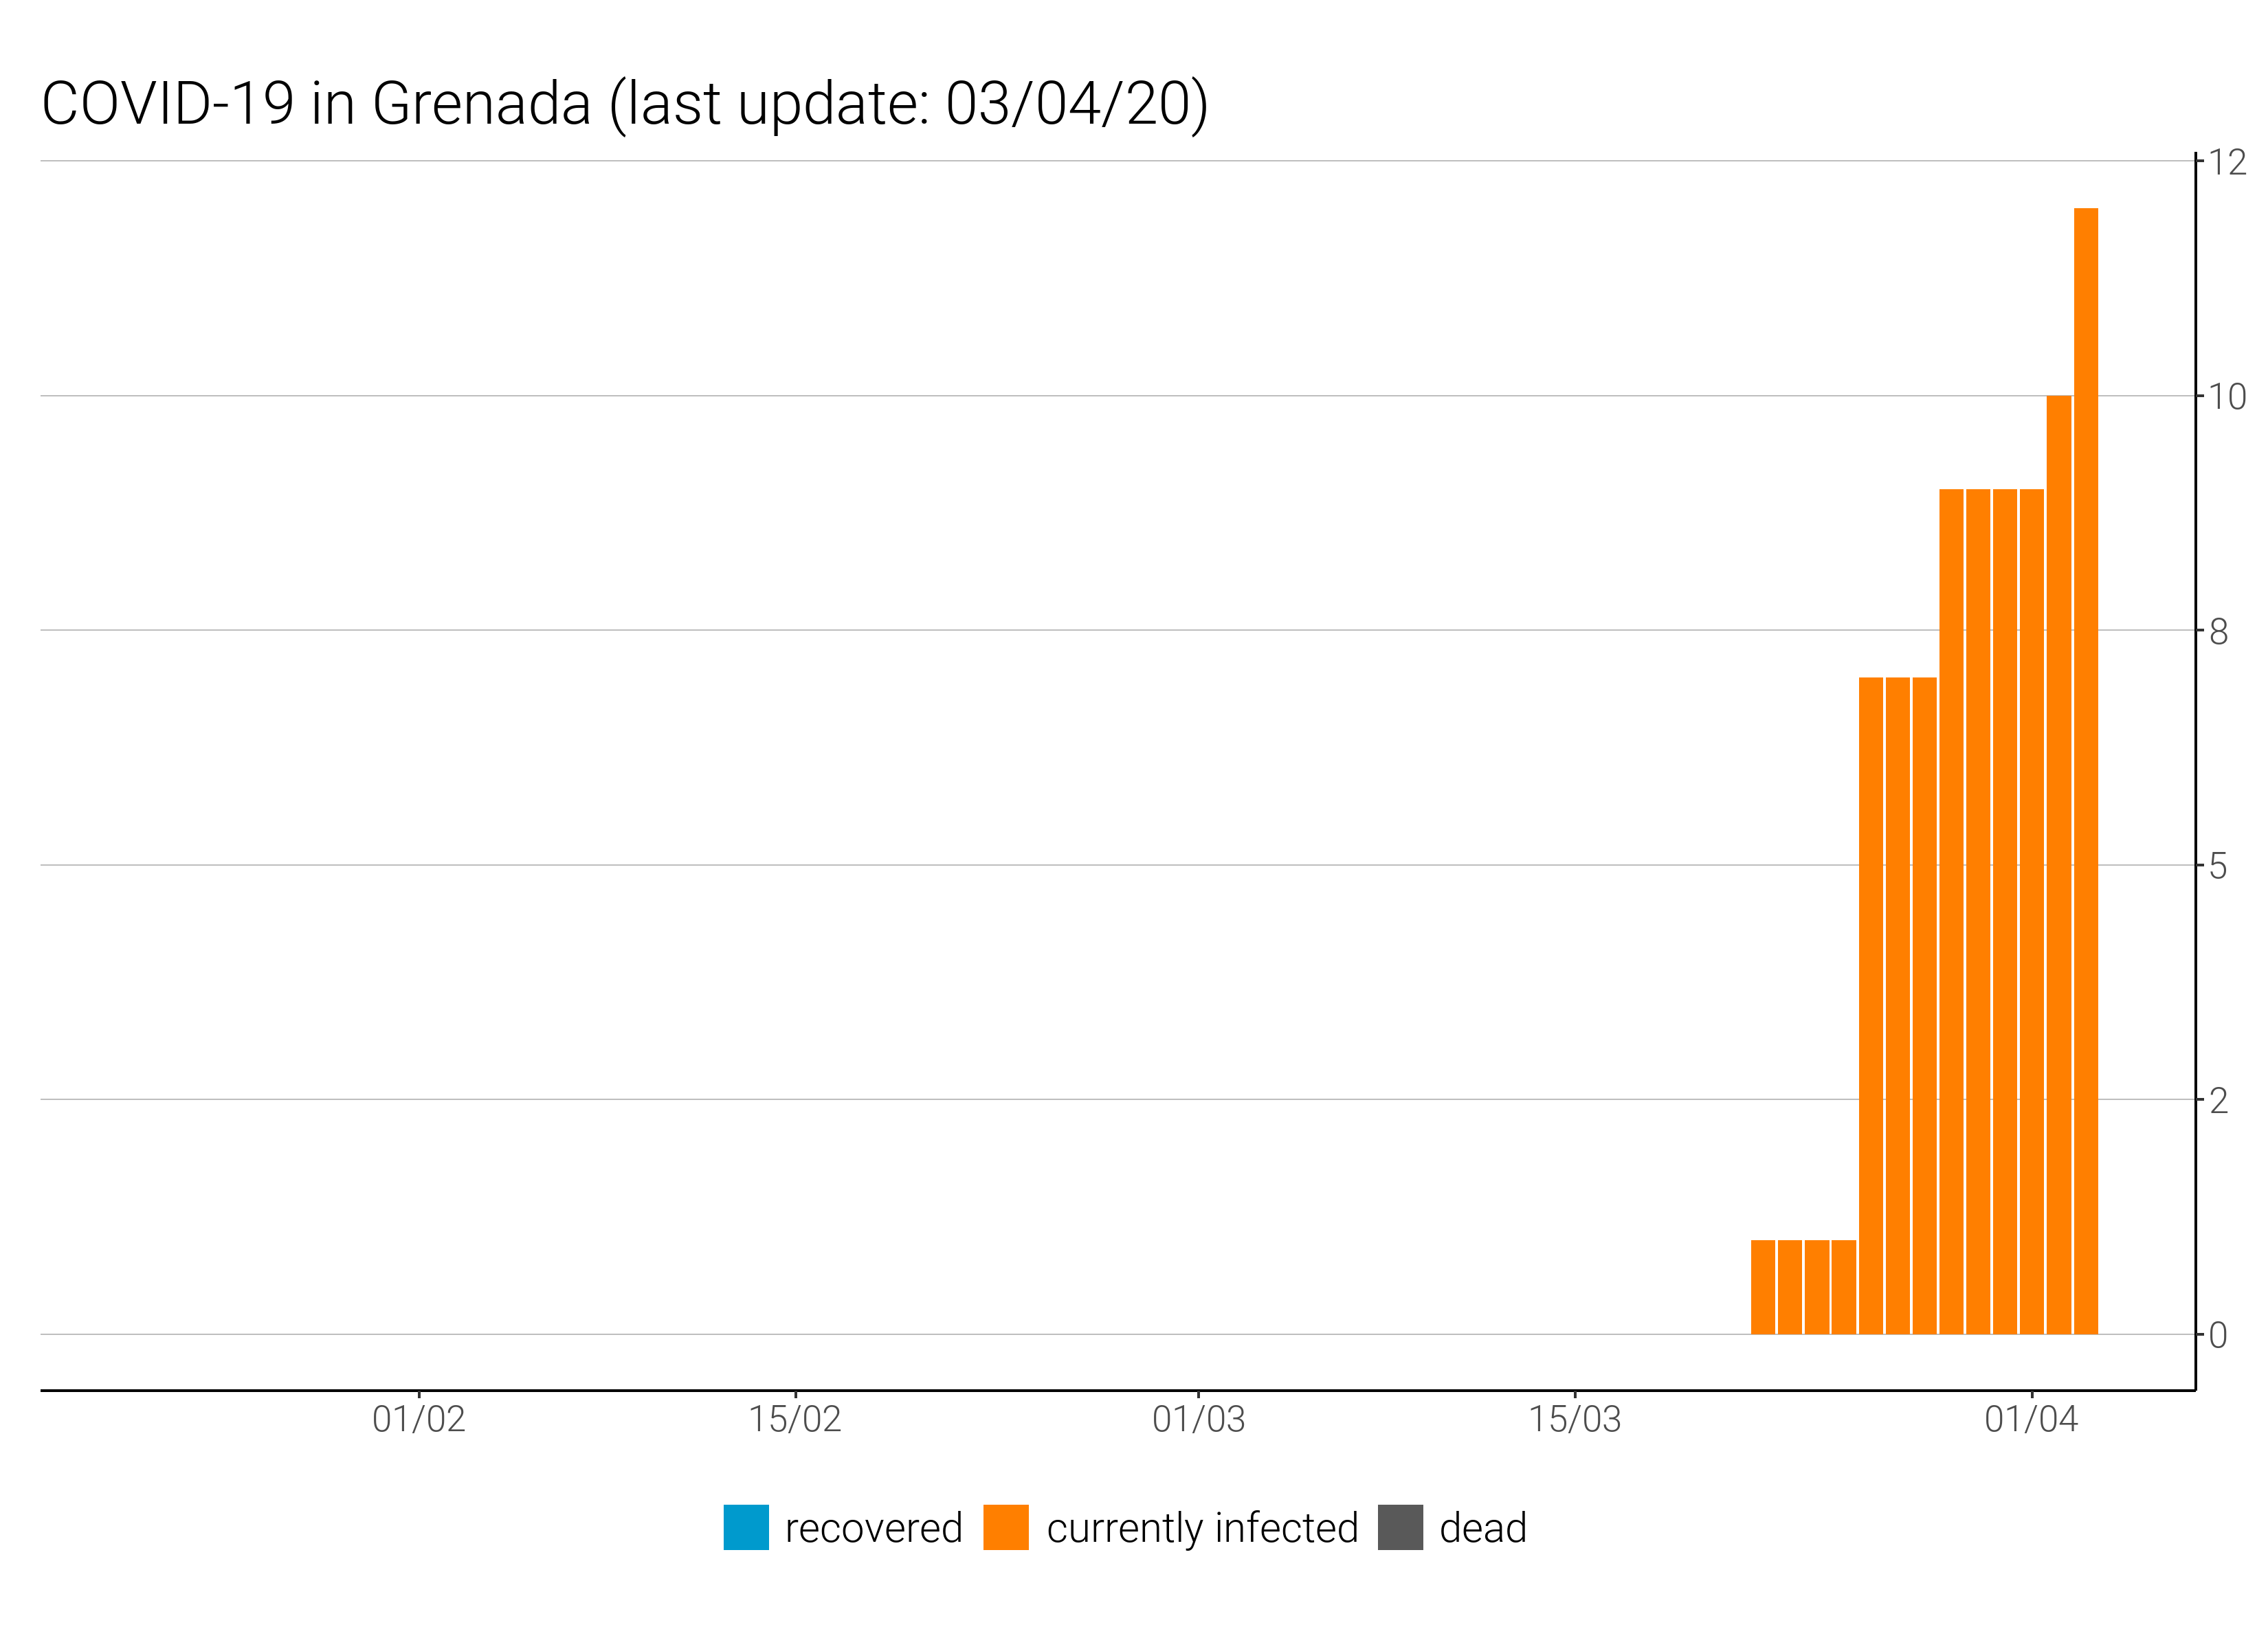 COVID-19 in Grenada (last update: 03/04/20)
12
10
8
5
2
0
01/02 15/02 01/03 15/03 01/04
recovered currently infected dead